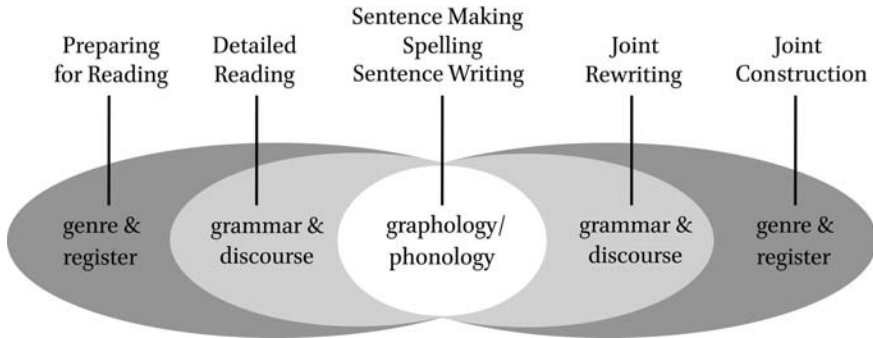 Preparing
for Reading
Detailed
Reading
Sentence Making
Spelling
Sentence Writing
Joint
Rewriting
Joint
Construction
genre &
register
grammar &
discourse
graphology/
phonology
grammar &
discourse
genre &
register